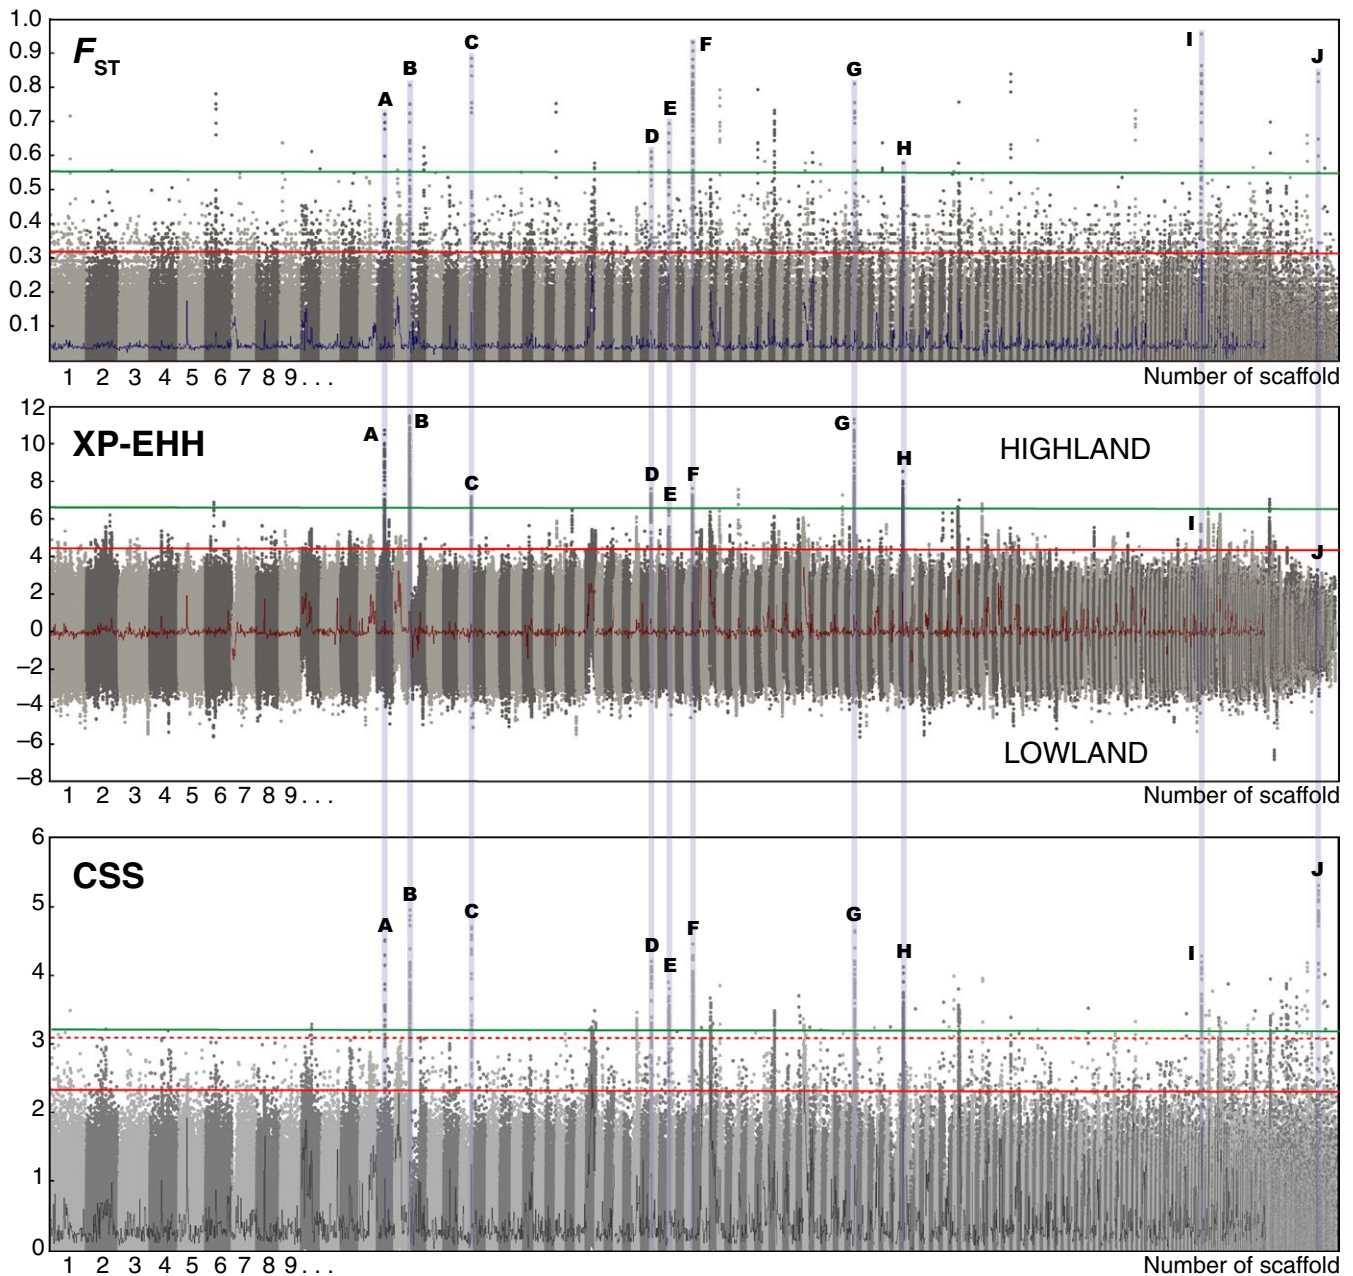 1.0
0.9
0.8
0.7
0.6
0.5
0.4
0.3
0.2
0.1
FST
A
B
C
D
E
F
G
H
I
J
1 2 3 4 5 6 7 8 9 . . .
Number of scaffold
12
10
8
6
4
2
0
–2
–4
–6
–8
XP-EHH
HIGHLAND
LOWLAND
A
B
C
D
E
F
G
H
I
J
1 2 3 4 5 6 7 8 9 . . .
Number of scaffold
6
5
4
3
2
1
0
CSS
A
B
C
D
E
F
G
H
I
J
1 2 3 4 5 6 7 8 9 . . .
Number of scaffold